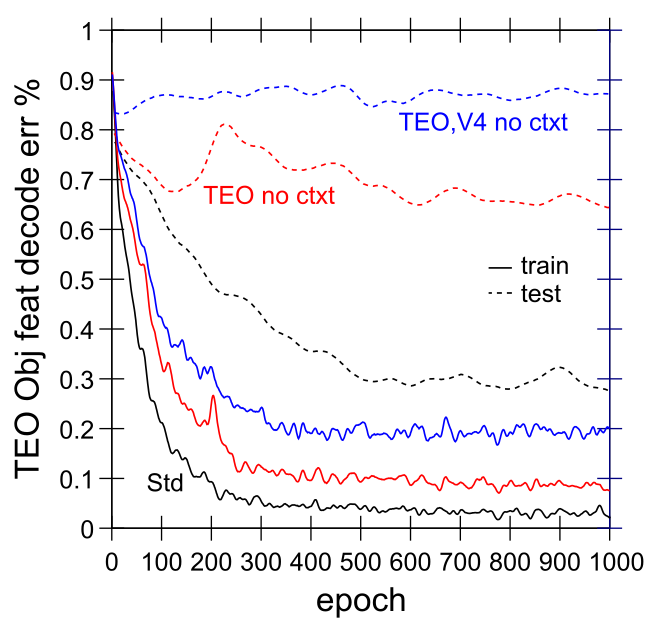 TEO Obj feat decode err %
1
0.9
0.8
0.7
0.6
0.5
0.4
0.3
0.2
0.1
0
TEO,V4 no ctxt
TEO no ctxt
train
test
Std
0 100 200 300 400 500 600 700 800 900 1000
epoch